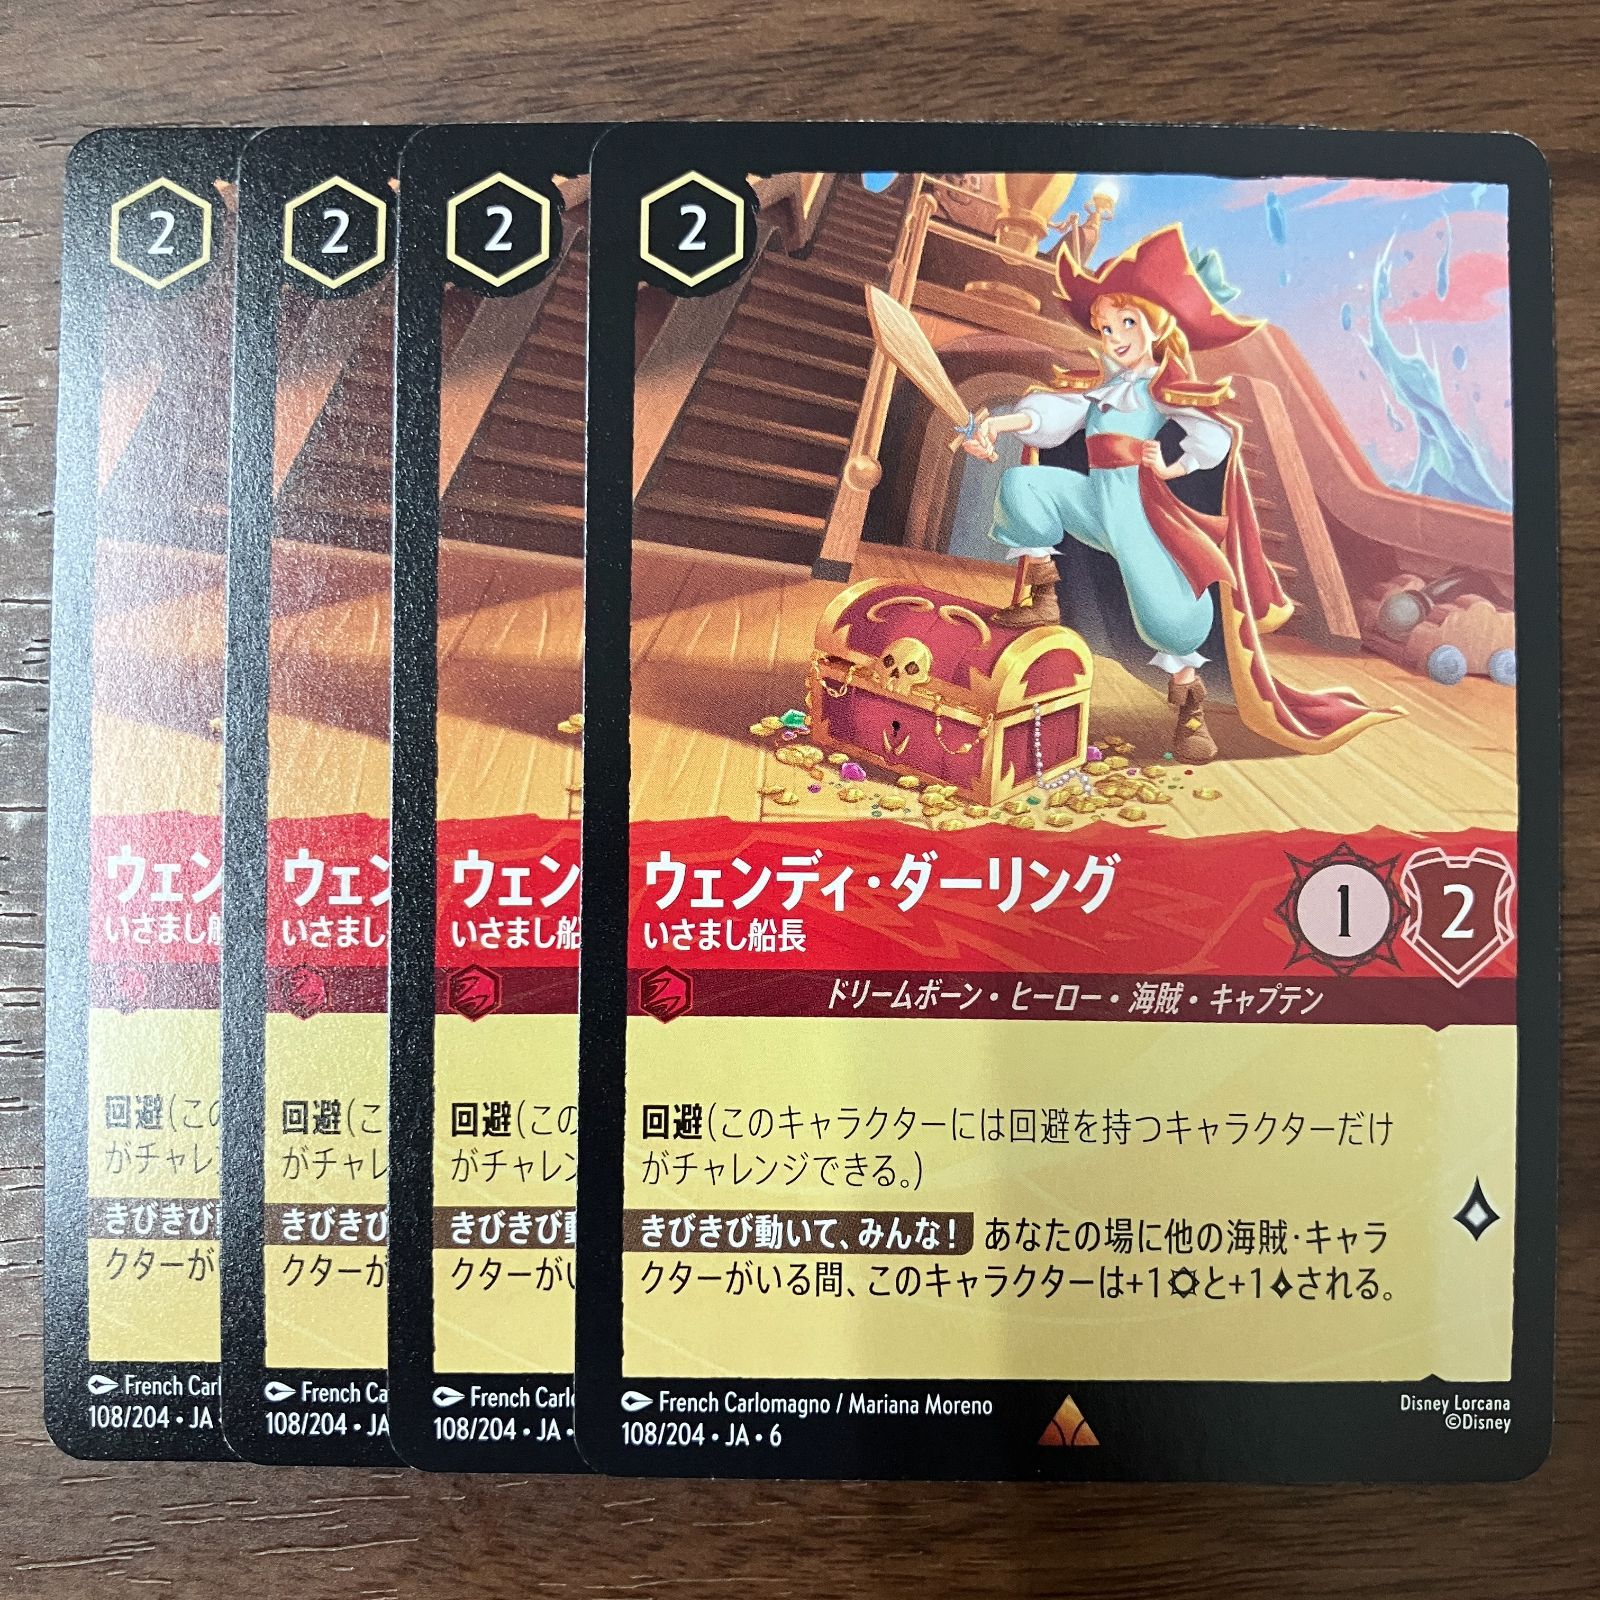 2
ウェン
いさまし船
回避(この
がチャレン
きびきび
クターが
French Carl
108/204 • JA
2
ウェン
いさまし
回避(こ
がチャレ
きびきび
クターが
French Ca
108/204 • JA
2
ウェン
いさまし船
回避(この
がチャレン
きびきび動
クターがい
French Carlo
108/204 • JA •
2
ウェンディ・ダーリング
いさまし船長
1 2
ドリームボーン・ヒーロー・海賊・キャプテン
回避(このキャラクターには回避を持つキャラクターだけ
がチャレンジできる。)
きびきび動いて、みんな! あなたの場に他の海賊・キャラ
クターがいる間、このキャラクターは+1と+1される。
French Carlomagno / Mariana Moreno
108/204 • JA • 6
Disney Lorcana
©Disney